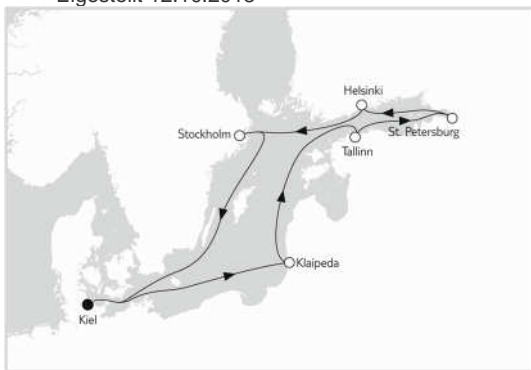 Helsinki
Stockholm
St. Petersburg
Tallinn
Klaipeda
Kiel